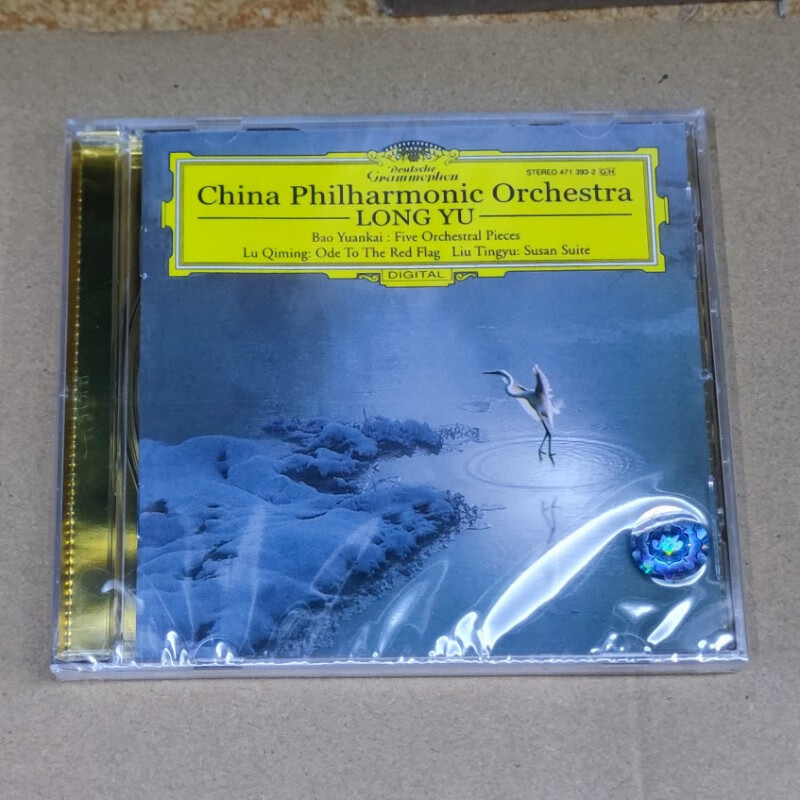 Deutsche
Grammophon
STEREO 471 393-2 GH
China Philharmonic Orchestra
LONG YU
Bao Yuankai : Five Orchestral Pieces
Lu Qiming: Ode To The Red Flag Liu Tingyu: Susan Suite
DIGITAL